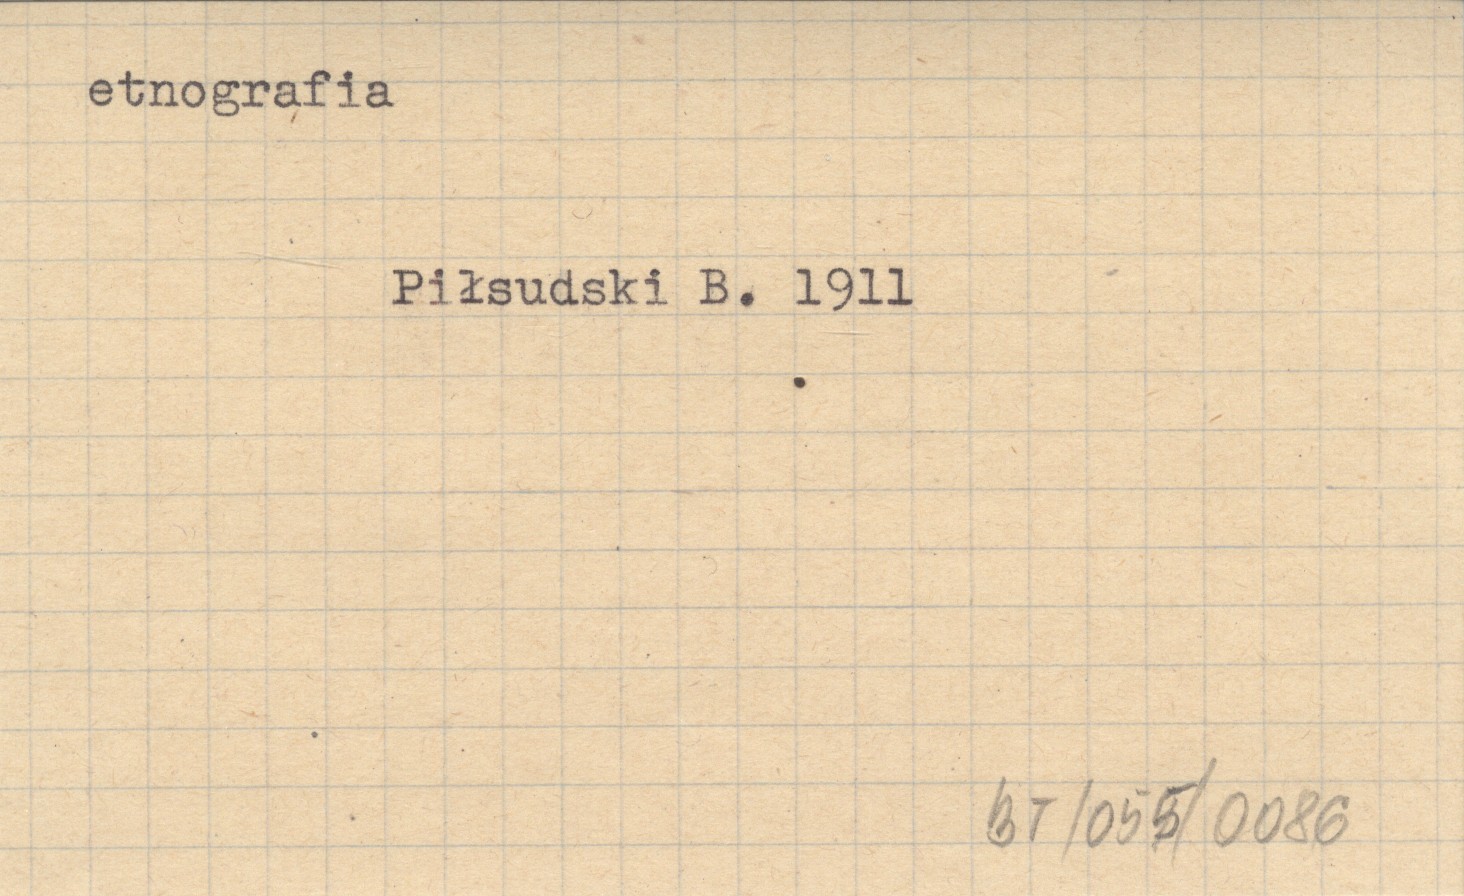 etnografia
Piłsudski B. 1911
BT/055/0086